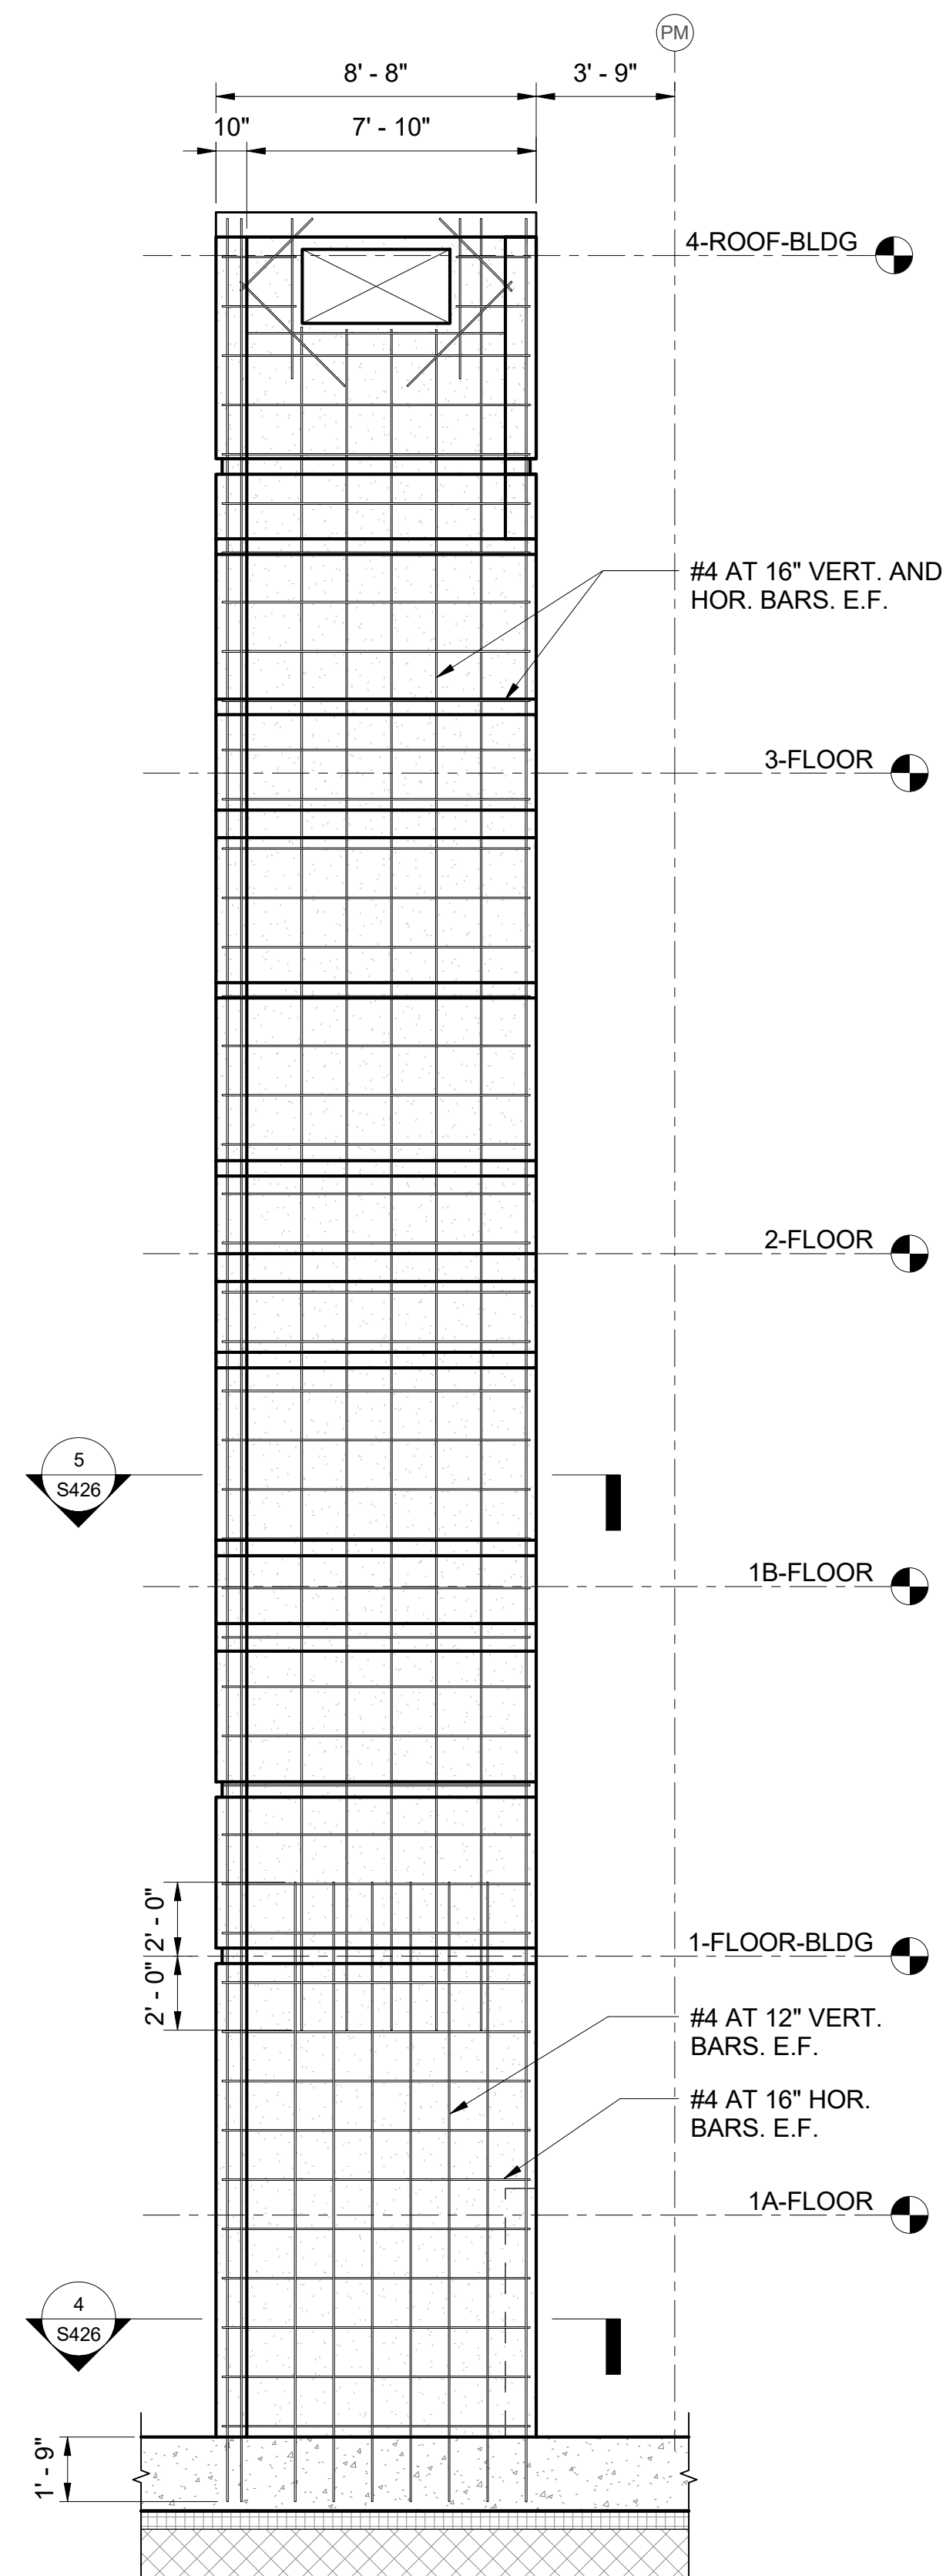 PM
8' - 8"
3' - 9"
10"
7' - 10"
4-ROOF-BLDG
#4 AT 16" VERT. AND
HOR. BARS. E.F.
3-FLOOR
2-FLOOR
5
S426
1B-FLOOR
2' - 0"
1-FLOOR-BLDG
2' - 0"
#4 AT 12" VERT.
BARS. E.F.
#4 AT 16" HOR.
BARS. E.F.
1A-FLOOR
4
S426
1' - 9"